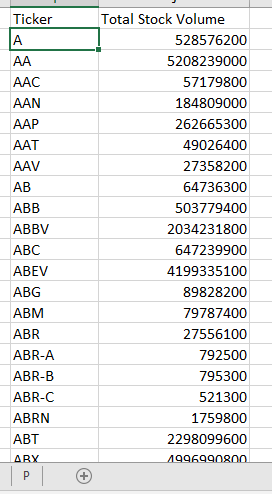 Ticker Total Stock Volume
A 528576200
AA 5208239000
AAC 57179800
AAN 184809000
AAP 262665300
AAT 49026400
AAV 27358200
AB 64736300
ABB 503779400
ABBV 2034231800
ABC 647239900
ABEV 4199335100
ABG 89828200
ABM 79787400
ABR 27556100
ABR-A 792500
ABR-B 795300
ABR-C 521300
ABRN 1759800
ABT 2298099600
ABX 4996990800
P